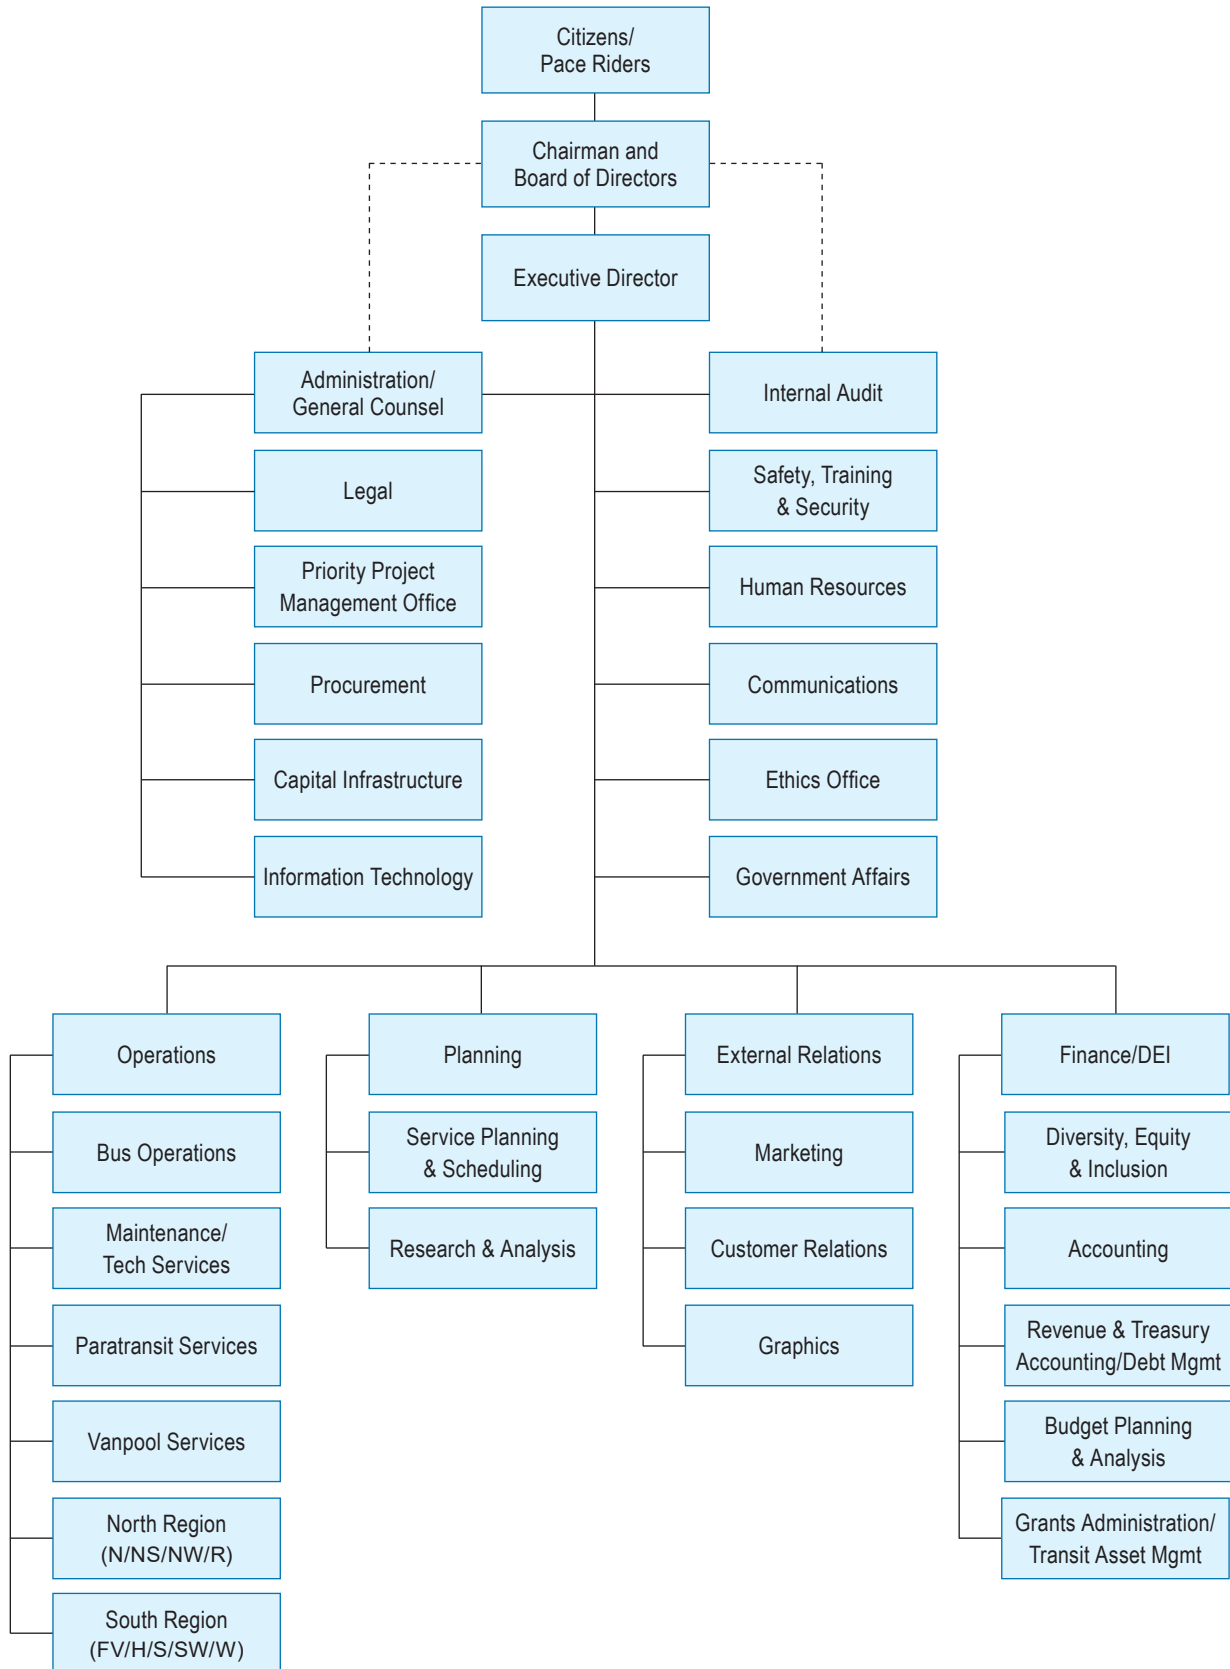 Citizens/
Pace Riders
Chairman and
Board of Directors
Executive Director
Administration/
General Counsel
Legal
Priority Project
Management Office
Procurement
Capital Infrastructure
Information Technology
Internal Audit
Safety, Training
& Security
Human Resources
Communications
Ethics Office
Government Affairs
Operations
Bus Operations
Maintenance/
Tech Services
Paratransit Services
Vanpool Services
North Region
(N/NS/NW/R)
South Region
(FV/H/S/SW/W)
Planning
Service Planning
& Scheduling
Research & Analysis
External Relations
Marketing
Customer Relations
Graphics
Finance/DEI
Diversity, Equity
& Inclusion
Accounting
Revenue & Treasury
Accounting/Debt Mgmt
Budget Planning
& Analysis
Grants Administration/
Transit Asset Mgmt